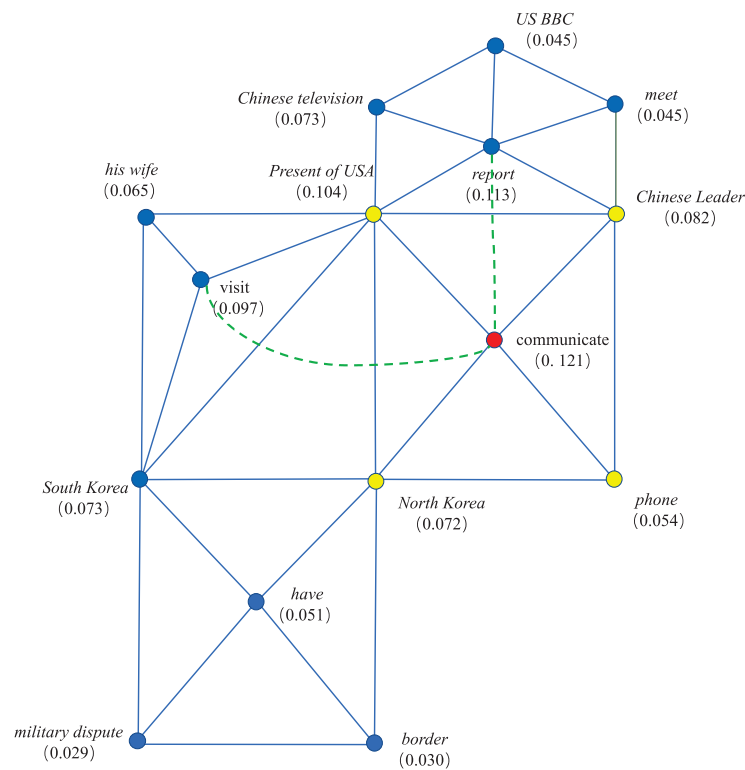 US BBC
(0.045)
Chinese television
(0.073)
meet
(0.045)
his wife
(0.065)
Present of USA
(0.104)
report
(0.113)
Chinese Leader
(0.082)
visit
(0.097)
communicate
(0. 121)
South Korea
(0.073)
North Korea
(0.072)
phone
(0.054)
have
(0.051)
military dispute
(0.029)
border
(0.030)